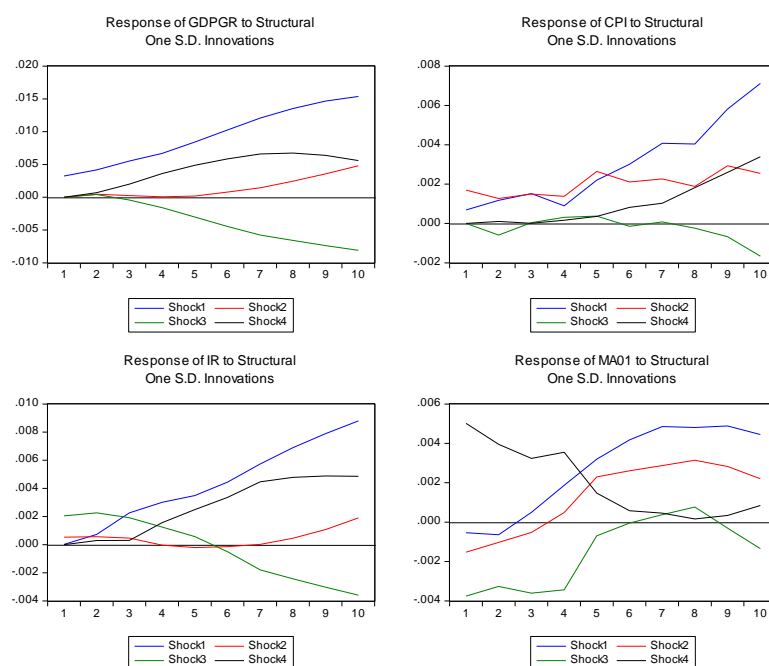 Response of GDPGR to Structural
One S.D. Innovations
.020
.015
.010
.005
.000
-.005
-.010
1 2 3 4 5 6 7 8 9 10
Shock1 Shock2
Shock3 Shock4
Response of CPI to Structural
One S.D. Innovations
.008
.006
.004
.002
.000
-.002
1 2 3 4 5 6 7 8 9 10
Shock1 Shock2
Shock3 Shock4
Response of IR to Structural
One S.D. Innovations
.010
.008
.006
.004
.002
.000
-.002
-.004
1 2 3 4 5 6 7 8 9 10
Shock1 Shock2
Shock3 Shock4
Response of MA01 to Structural
One S.D. Innovations
.006
.004
.002
.000
-.002
-.004
1 2 3 4 5 6 7 8 9 10
Shock1 Shock2
Shock3 Shock4